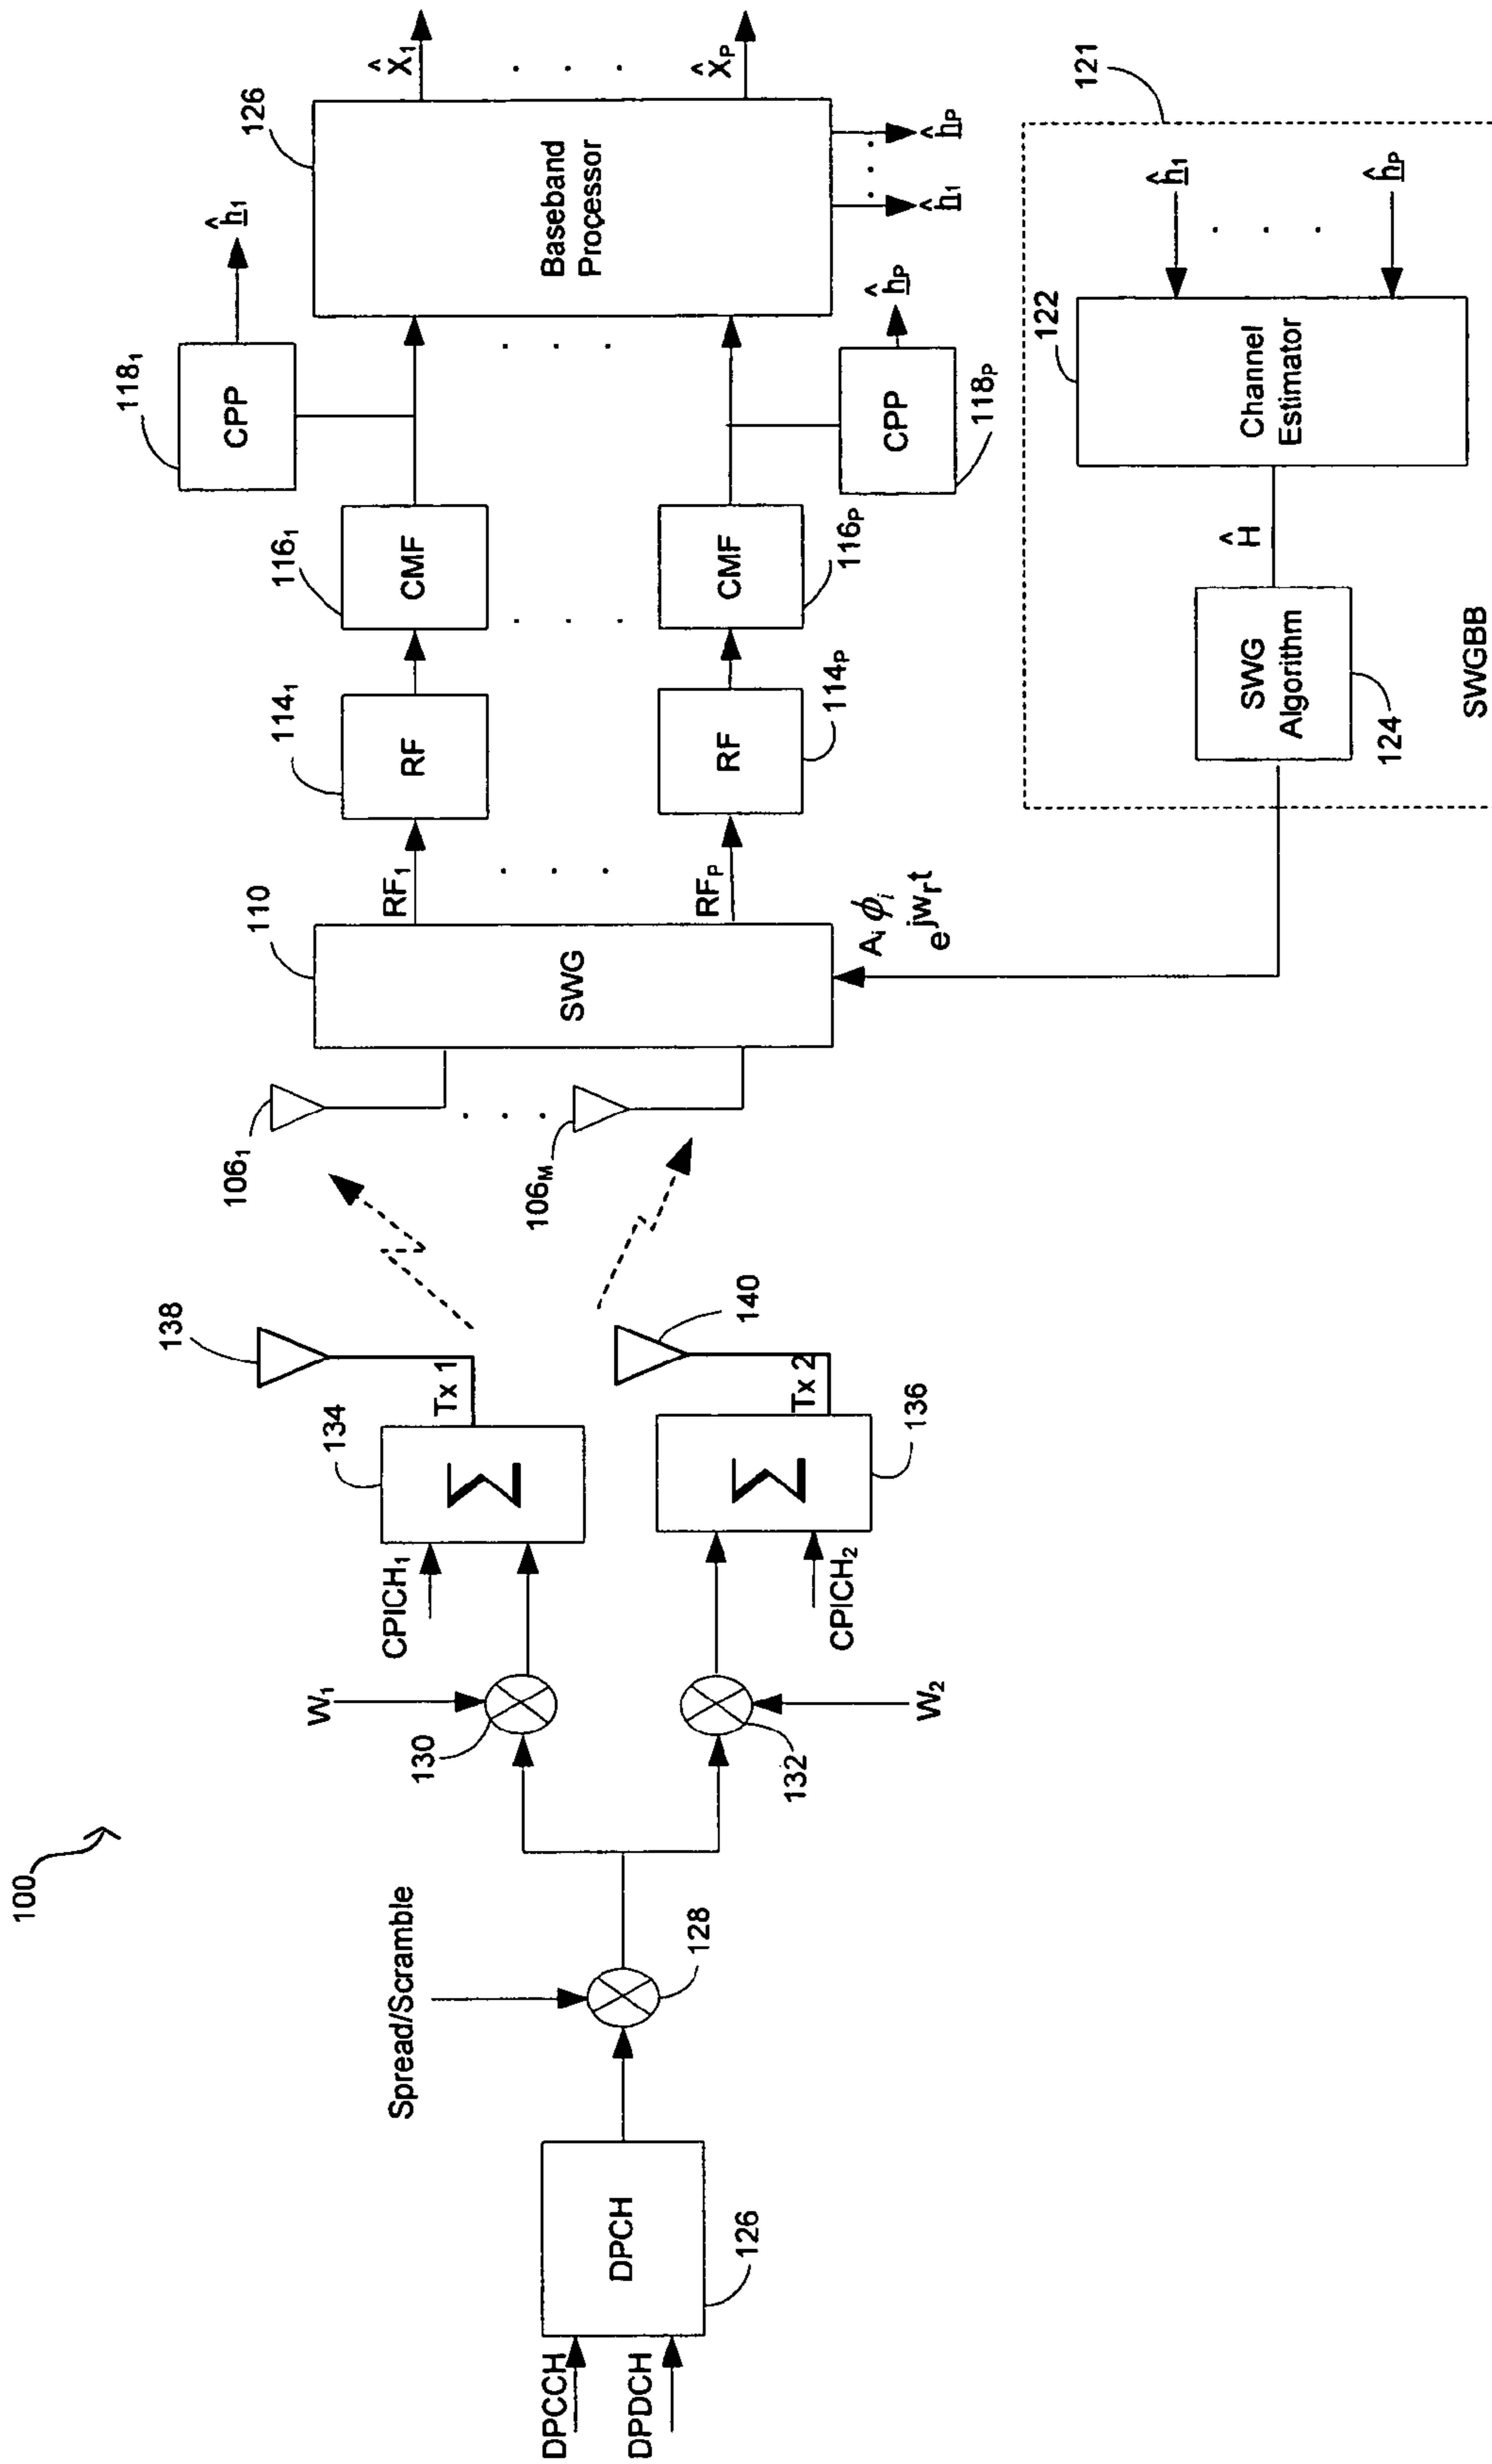 100
DPCCH
DPDCH
DPCH
126
Spread/Scramble
128
W₁
130
W₂
132
CPICH₁
134
Σ
Tx 1
138
CPICH₂
136
Σ
Tx 2
140
106₁
. . .
106M
110
SWG
RF₁
. . .
RFP
Aᵢ ϕᵢ
e^jwᵣt
114₁
RF
114P
RF
116₁
CMF
. . .
116P
CMF
118₁
CPP
ĥ₁
118P
CPP
ĥP
. . .
126
Baseband
Processor
X̂₁
. . .
X̂P
ĥ₁ . . . ĥP
121
122
Channel
Estimator
ĥ₁
. . .
ĥP
Ĥ
SWG
Algorithm
124
SWGBB